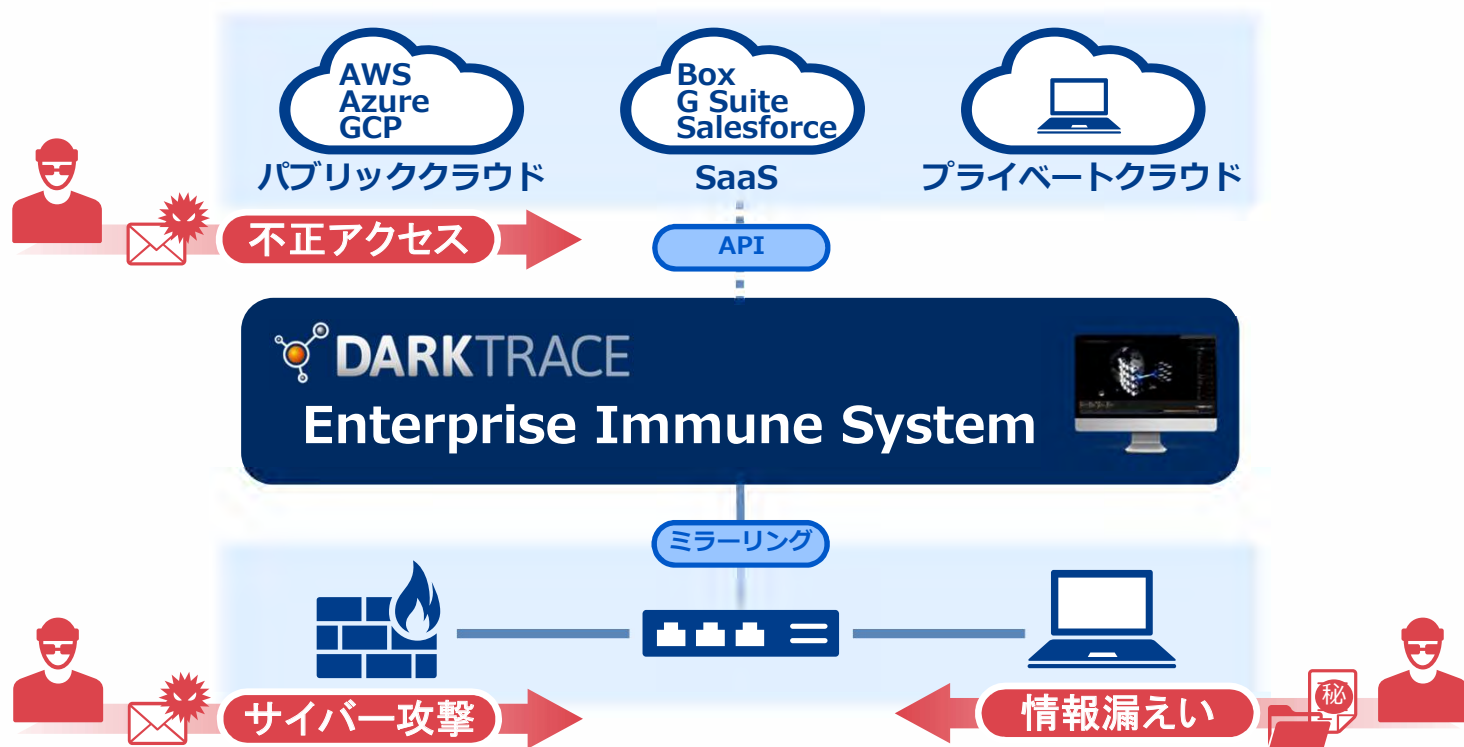 AWS
Azure
GCP
パブリッククラウド
Box
G Suite
Salesforce
SaaS
プライベートクラウド
不正アクセス
API
DARKTRACE
Enterprise Immune System
ミラーリング
サイバー攻撃
情報漏えい
秘